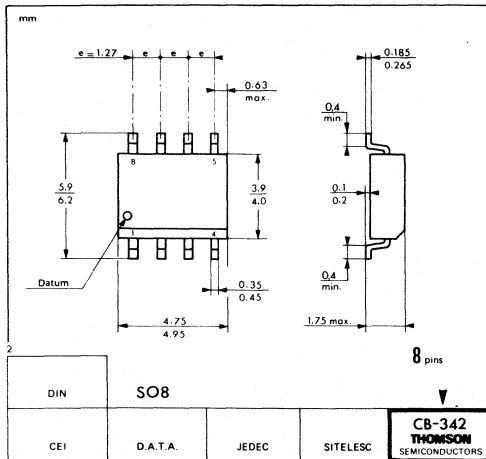 mm
e = 1.27 e e e
0.63
max.
0.185
0.265
0,4
min.
8 5
5.9
6.2
3.9
4.0
0.1
0.2
1 4
Datum
0.35
0.45
0,4
min.
4.75
4.95
1.75 max.
2
8 pins
DIN SO8
CEI D.A.T.A. JEDEC SITELESC
CB-342
THOMSON
SEMICONDUCTORS